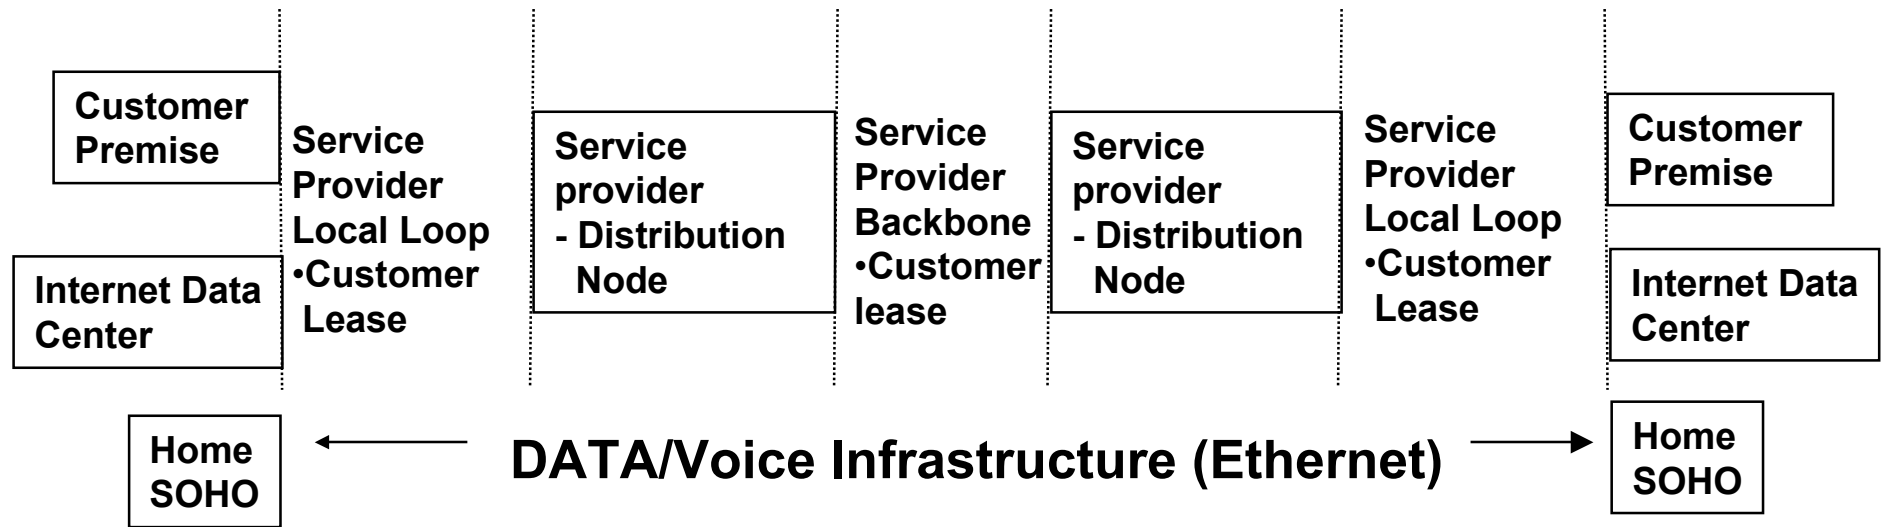 Customer
Premise
Internet Data
Center
Home
SOHO
Service
Provider
Local Loop
•Customer
Lease
Service
provider
- Distribution
Node
Service
Provider
Backbone
•Customer
lease
Service
provider
- Distribution
Node
Service
Provider
Local Loop
•Customer
Lease
Customer
Premise
Internet Data
Center
Home
SOHO
DATA/Voice Infrastructure (Ethernet)